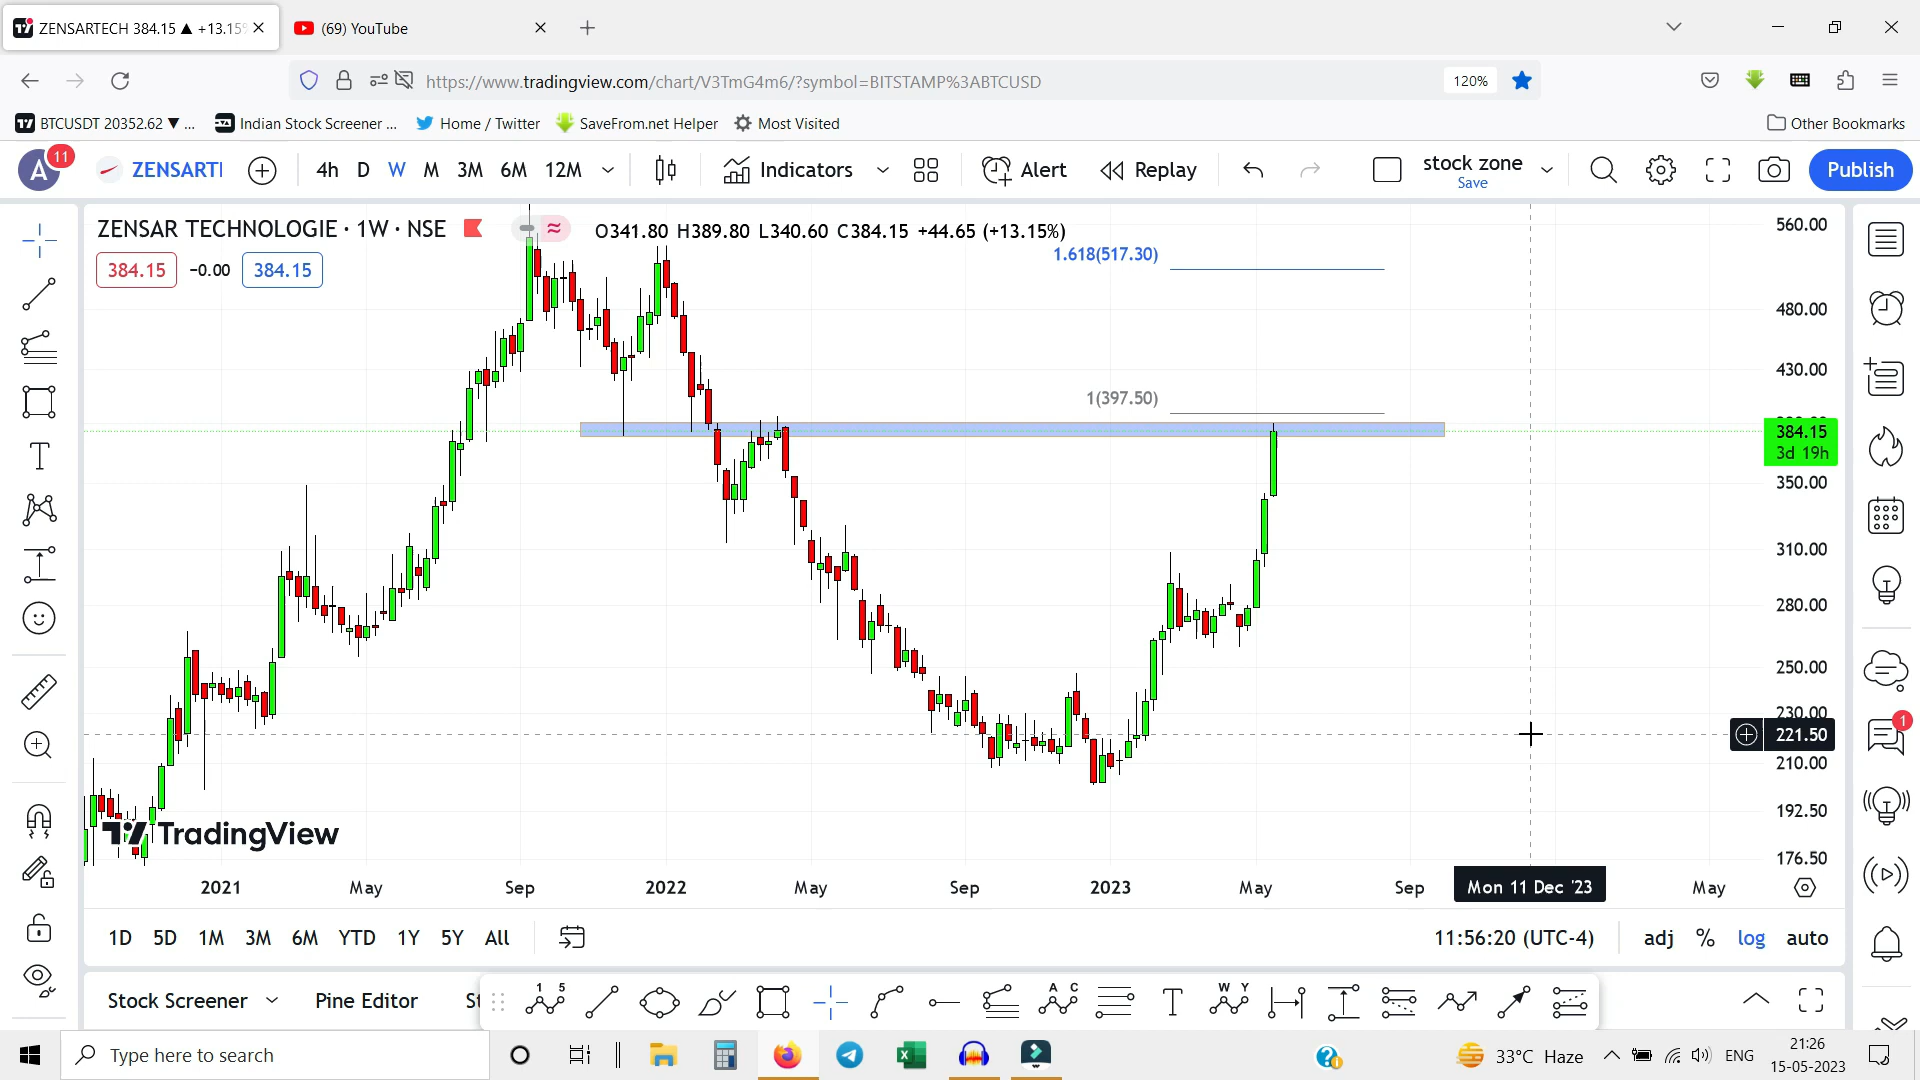 ZENSARTECH 384.15 ▲ +13.15%
(69) YouTube
https://www.tradingview.com/chart/V3TmG4m6/?symbol=BITSTAMP%3ABTCUSD
120%
BTCUSDT 20352.62 ▼ ...
Indian Stock Screener ...
Home / Twitter
SaveFrom.net Helper
Most Visited
Other Bookmarks
A
11
ZENSARTI
4h D W M 3M 6M 12M
Indicators
Alert
Replay
stock zone
Save
Publish
ZENSAR TECHNOLOGIE · 1W · NSE
O341.80 H389.80 L340.60 C384.15 +44.65 (+13.15%)
384.15
−0.00
384.15
1.618(517.30)
1(397.50)
560.00
480.00
430.00
384.15
3d 19h
350.00
310.00
280.00
250.00
230.00
221.50
210.00
192.50
176.50
TradingView
2021 May Sep 2022 May Sep 2023 May Sep Mon 11 Dec '23 May
1
1D 5D 1M 3M 6M YTD 1Y 5Y All
11:56:20 (UTC-4)
adj % log auto
Stock Screener
Pine Editor
St
1 5
A C
T
W Y
Type here to search
33°C Haze
ENG
21:26
15-05-2023